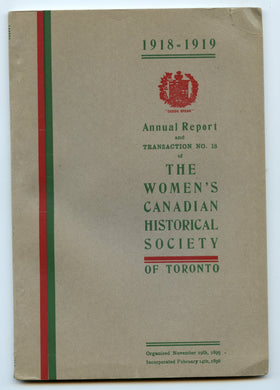 1918-1919
Annual Report
and
TRANSACTION NO. 18
of
THE
WOMEN'S
CANADIAN
HISTORICAL
SOCIETY
OF TORONTO
Organized November 19th, 1895
Incorporated February 14th, 1896